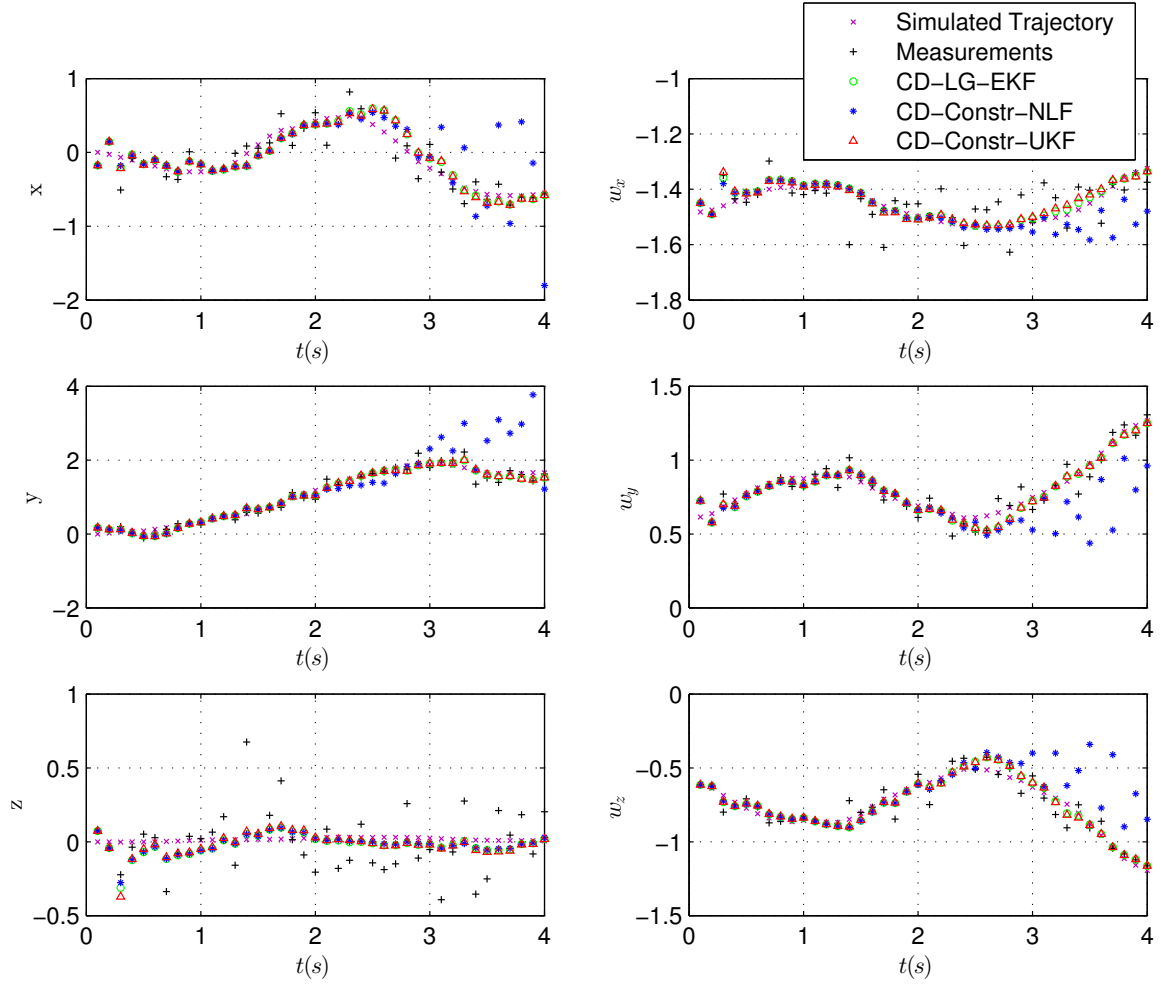 Simulated Trajectory
Measurements
CD−LG−EKF
CD−Constr−NLF
CD−Constr−UKF
1
0
−1
−2
x
0 1 2 3 4
t(s)
−1
−1.2
−1.4
−1.6
−1.8
w_x
0 1 2 3 4
t(s)
4
2
0
−2
y
0 1 2 3 4
t(s)
1.5
1
0.5
0
w_y
0 1 2 3 4
t(s)
1
0.5
0
−0.5
z
0 1 2 3 4
t(s)
0
−0.5
−1
−1.5
w_z
0 1 2 3 4
t(s)